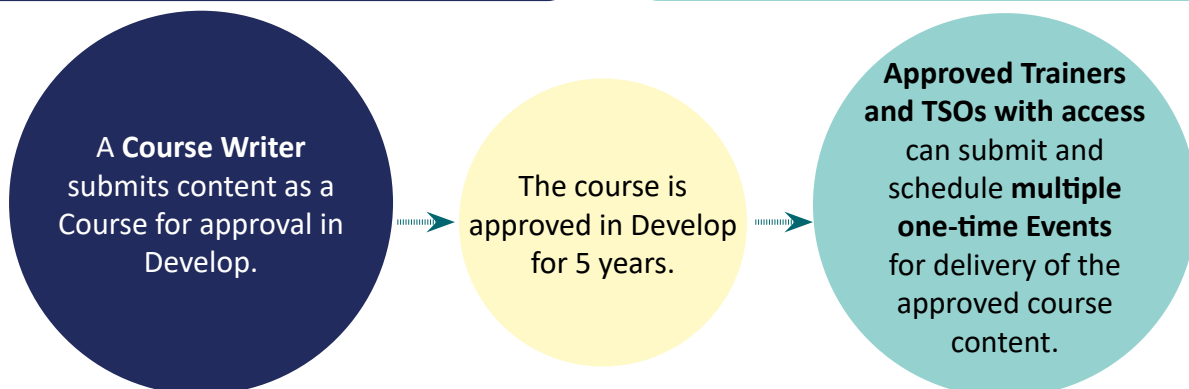 A Course Writer
submits content as a
Course for approval in
Develop.
The course is
approved in Develop
for 5 years.
Approved Trainers
and TSOs with access
can submit and
schedule multiple
one-time Events
for delivery of the
approved course
content.